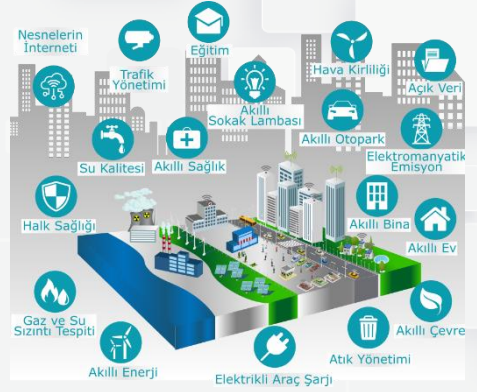 Nesnelerin
İnterneti
Trafik
Yönetimi
Eğitim
Akıllı
Sokak Lambası
Hava Kirliliği
Açık Veri
Su Kalitesi
Akıllı Sağlık
Akıllı Otopark
Elektromanyatik
Emisyon
Halk Sağlığı
Akıllı Bina
Akıllı Ev
Gaz ve Su
Sızıntı Tespiti
Akıllı Enerji
Elektrikli Araç Şarjı
Atık Yönetimi
Akıllı Çevre